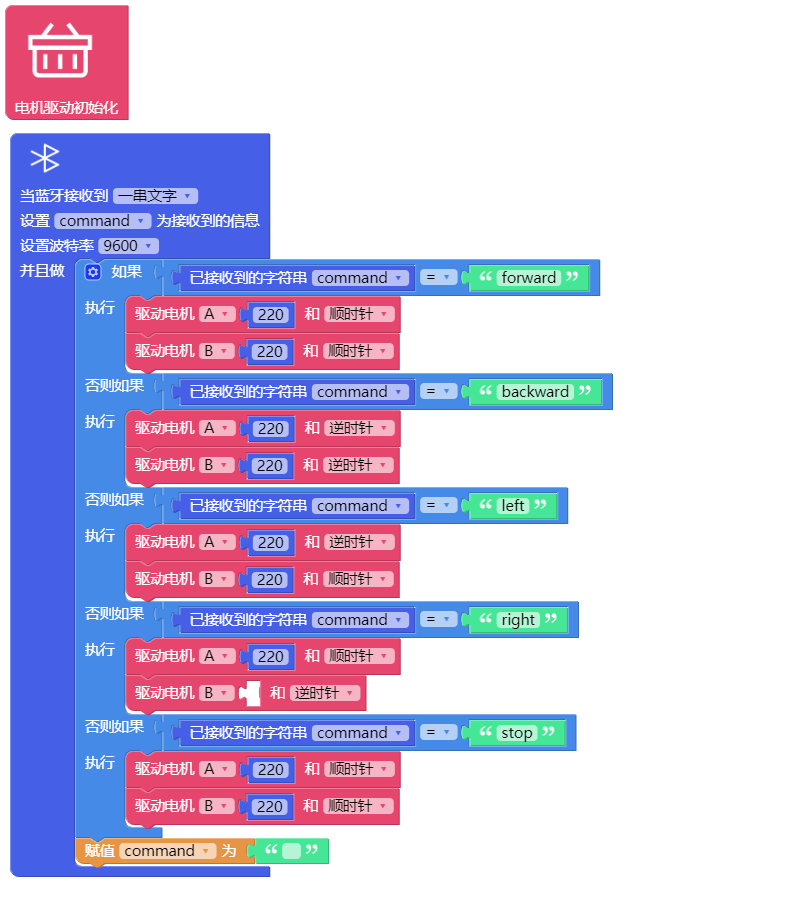 电机驱动初始化
当蓝牙接收到 一串文字
设置 command 为接收到的信息
设置波特率 9600
并且做 如果 已接收到的字符串 command = “ forward ”
执行 驱动电机 A 220 和 顺时针
驱动电机 B 220 和 顺时针
否则如果 已接收到的字符串 command = “ backward ”
执行 驱动电机 A 220 和 逆时针
驱动电机 B 220 和 逆时针
否则如果 已接收到的字符串 command = “ left ”
执行 驱动电机 A 220 和 逆时针
驱动电机 B 220 和 顺时针
否则如果 已接收到的字符串 command = “ right ”
执行 驱动电机 A 220 和 顺时针
驱动电机 B 和 逆时针
否则如果 已接收到的字符串 command = “ stop ”
执行 驱动电机 A 220 和 顺时针
驱动电机 B 220 和 顺时针
赋值 command 为 “ ”